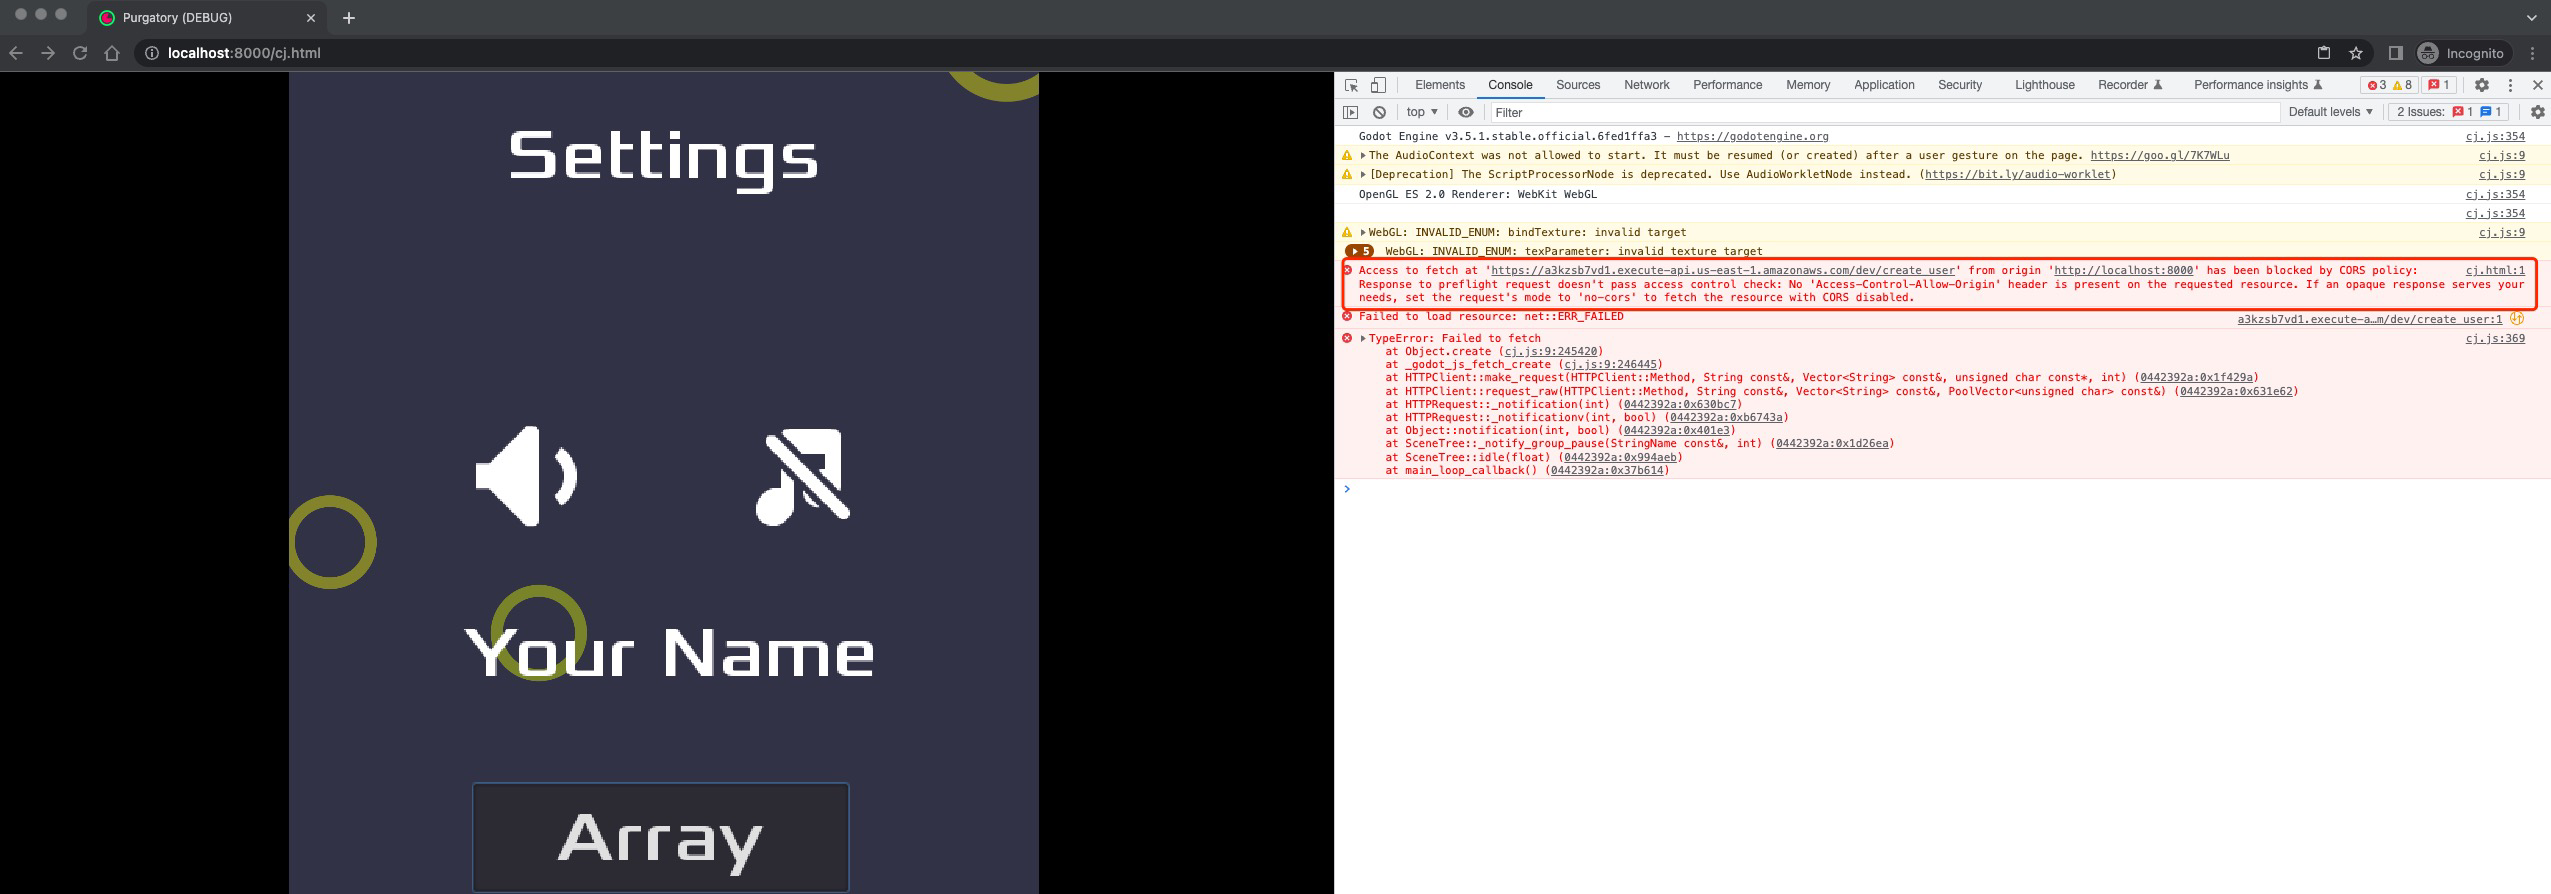 Purgatory (DEBUG)
localhost:8000/cj.html
Incognito
Settings
Your Name
Array
Elements Console Sources Network Performance Memory Application Security Lighthouse Recorder Performance insights 3 8 1
top Filter Default levels 2 Issues: 1 1
Godot Engine v3.5.1.stable.official.6fed1ffa3 – https://godotengine.org cj.js:354
The AudioContext was not allowed to start. It must be resumed (or created) after a user gesture on the page. https://goo.gl/7K7WLu cj.js:9
[Deprecation] The ScriptProcessorNode is deprecated. Use AudioWorkletNode instead. (https://bit.ly/audio-worklet) cj.js:9
OpenGL ES 2.0 Renderer: WebKit WebGL cj.js:354
cj.js:354
WebGL: INVALID_ENUM: bindTexture: invalid target cj.js:9
5 WebGL: INVALID_ENUM: texParameter: invalid texture target
Access to fetch at 'https://a3kzsb7vd1.execute-api.us-east-1.amazonaws.com/dev/create_user' from origin 'http://localhost:8000' has been blocked by CORS policy: cj.html:1
Response to preflight request doesn't pass access control check: No 'Access-Control-Allow-Origin' header is present on the requested resource. If an opaque response serves your
needs, set the request's mode to 'no-cors' to fetch the resource with CORS disabled.
Failed to load resource: net::ERR_FAILED a3kzsb7vd1.execute-a…m/dev/create_user:1
TypeError: Failed to fetch cj.js:369
at Object.create (cj.js:9:245420)
at _godot_js_fetch_create (cj.js:9:246445)
at HTTPClient::make_request(HTTPClient::Method, String const&, Vector<String> const&, unsigned char const*, int) (0442392a:0x1f429a)
at HTTPClient::request_raw(HTTPClient::Method, String const&, Vector<String> const&, PoolVector<unsigned char> const&) (0442392a:0x631e62)
at HTTPRequest::_notification(int) (0442392a:0x630bc7)
at HTTPRequest::_notificationv(int, bool) (0442392a:0xb6743a)
at Object::notification(int, bool) (0442392a:0x401e3)
at SceneTree::_notify_group_pause(StringName const&, int) (0442392a:0x1d26ea)
at SceneTree::idle(float) (0442392a:0x994aeb)
at main_loop_callback() (0442392a:0x37b614)